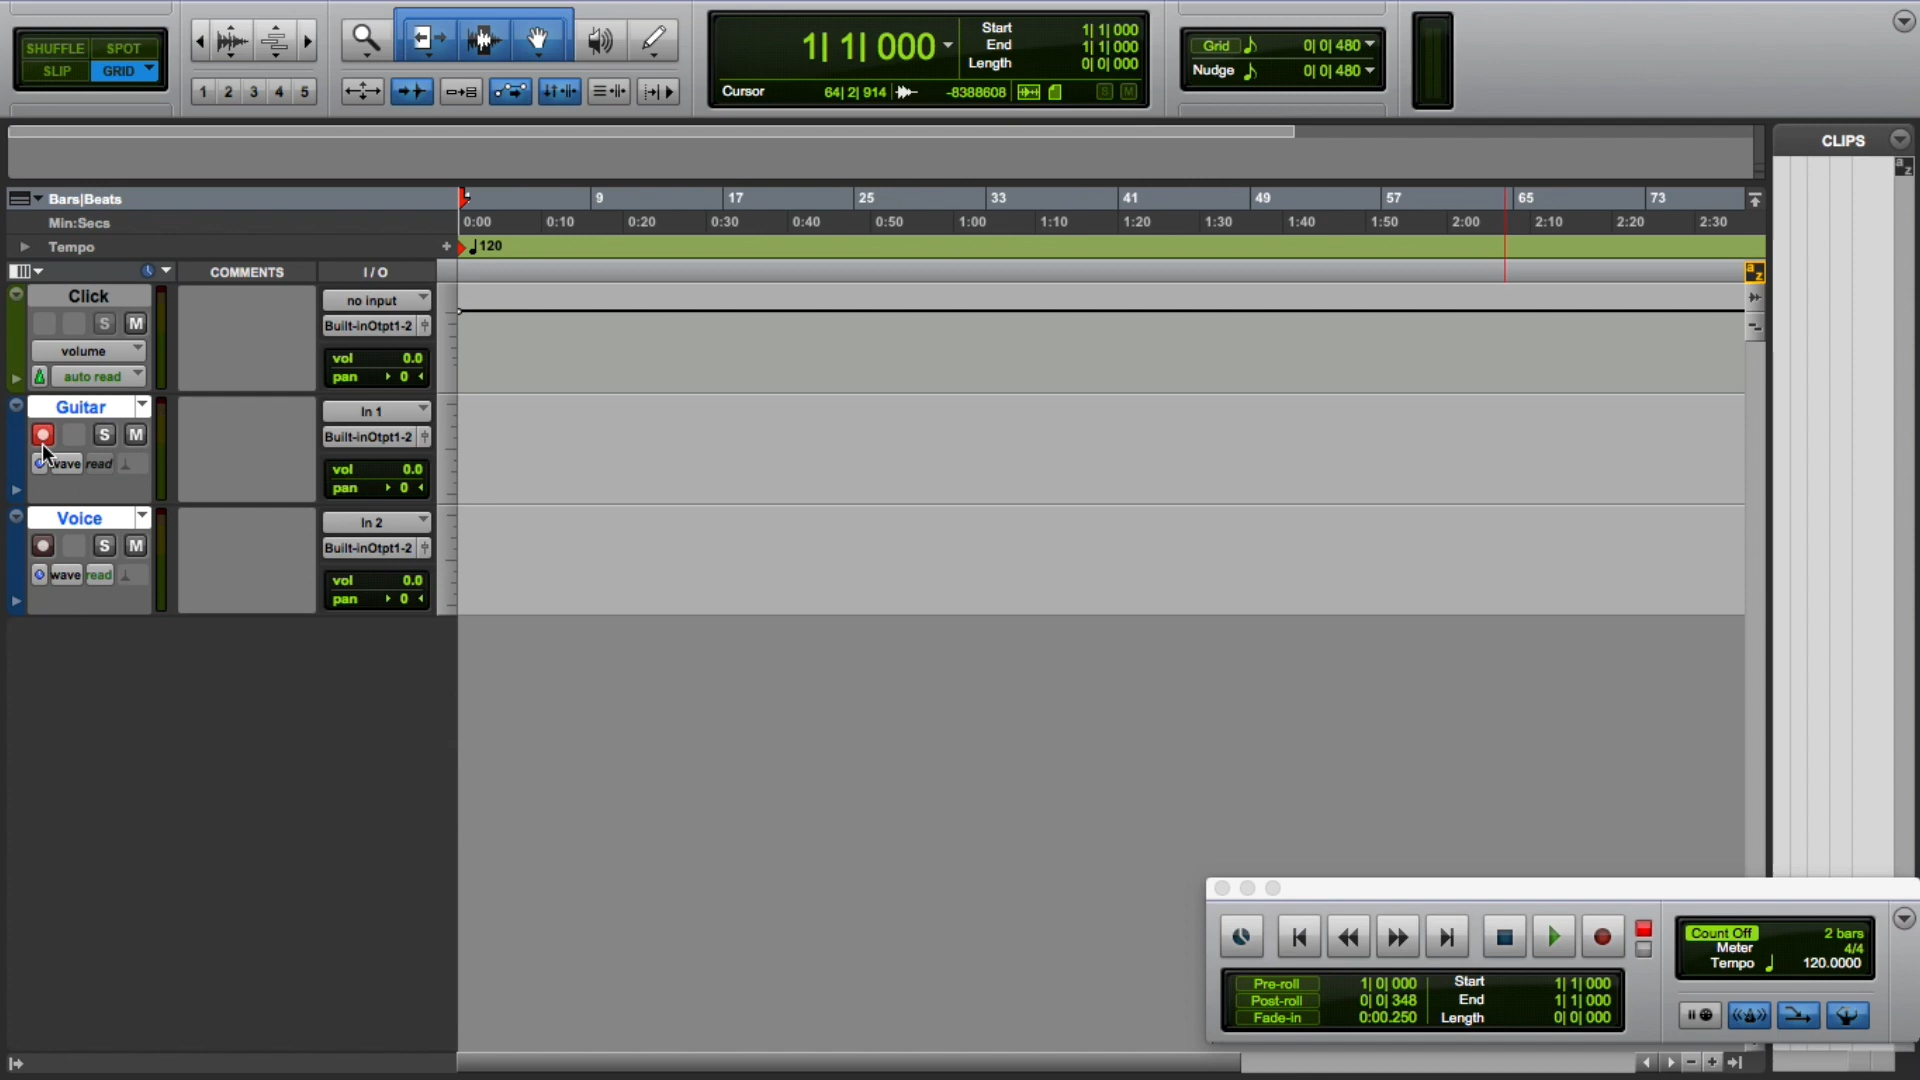 SHUFFLE SPOT
SLIP GRID
1 2 3 4 5
1| 1| 000
Start 1| 1| 000
End 1| 1| 000
Length 0| 0| 000
Cursor 64| 2| 914 -8388608 S M
Grid 0| 0| 480
Nudge 0| 0| 480
CLIPS
a z
Bars|Beats 9 17 25 33 41 49 57 65 73
Min:Secs 0:00 0:10 0:20 0:30 0:40 0:50 1:00 1:10 1:20 1:30 1:40 1:50 2:00 2:10 2:20 2:30
Tempo + 120
COMMENTS I / O
a z
Click no input
S M Built-inOtpt1-2
volume vol 0.0
auto read pan 0
Guitar In 1
S M Built-inOtpt1-2
wave read vol 0.0
pan 0
Voice In 2
S M Built-inOtpt1-2
wave read vol 0.0
pan 0
Count Off 2 bars
Meter 4/4
Tempo 120.0000
Pre-roll 1| 0| 000 Start 1| 1| 000
Post-roll 0| 0| 348 End 1| 1| 000
Fade-in 0:00.250 Length 0| 0| 000